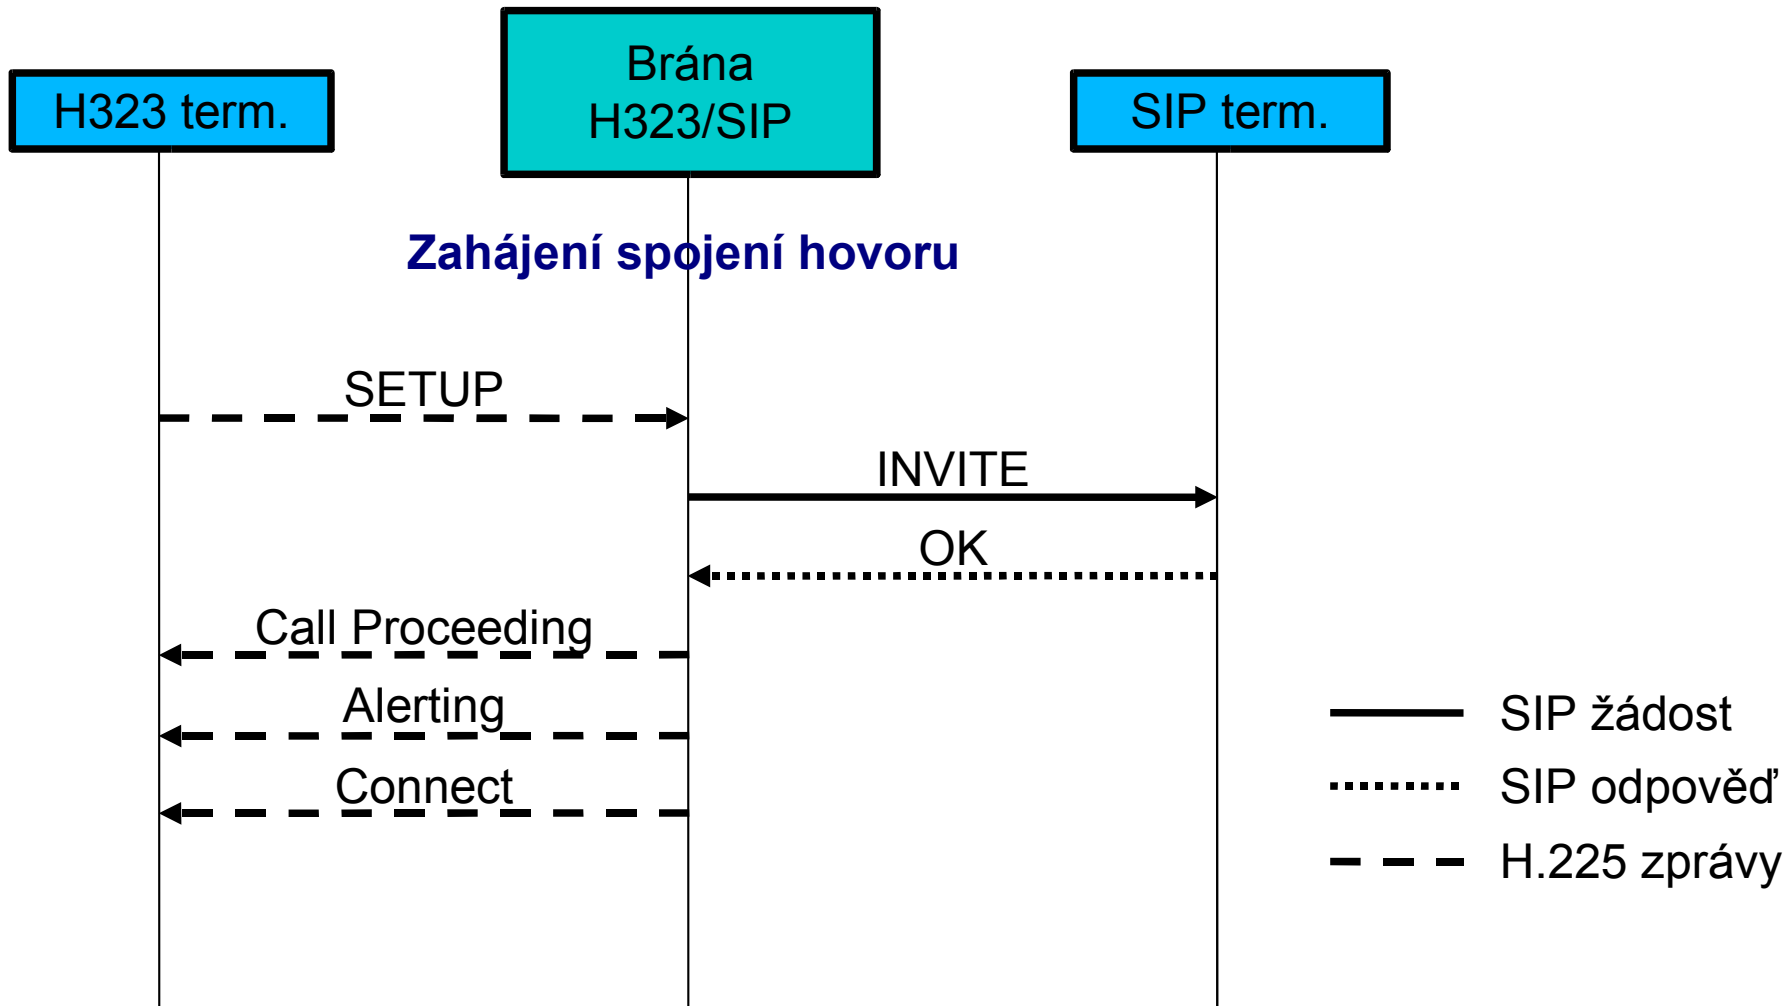 H323 term.
Brána
H323/SIP
SIP term.
Zahájení spojení hovoru
SETUP
INVITE
OK
Call Proceeding
Alerting
Connect
SIP žádost
SIP odpověď
H.225 zprávy